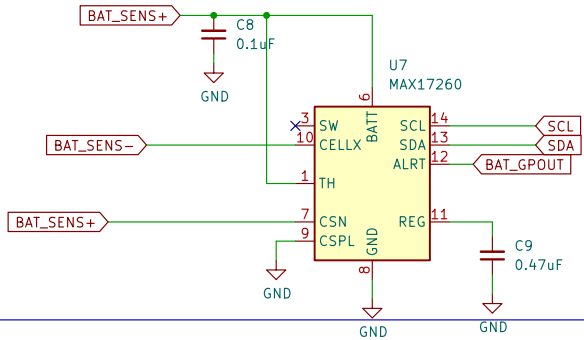 BAT_SENS+
C8
0.1uF
GND
U7
MAX17260
6
BATT
3
SW
14
SCL
SCL
BAT_SENS-
10
CELLX
13
SDA
SDA
12
ALRT
BAT_GPOUT
1
TH
BAT_SENS+
7
CSN
11
REG
9
CSPL
GND
8
C9
0.47uF
GND
GND
GND